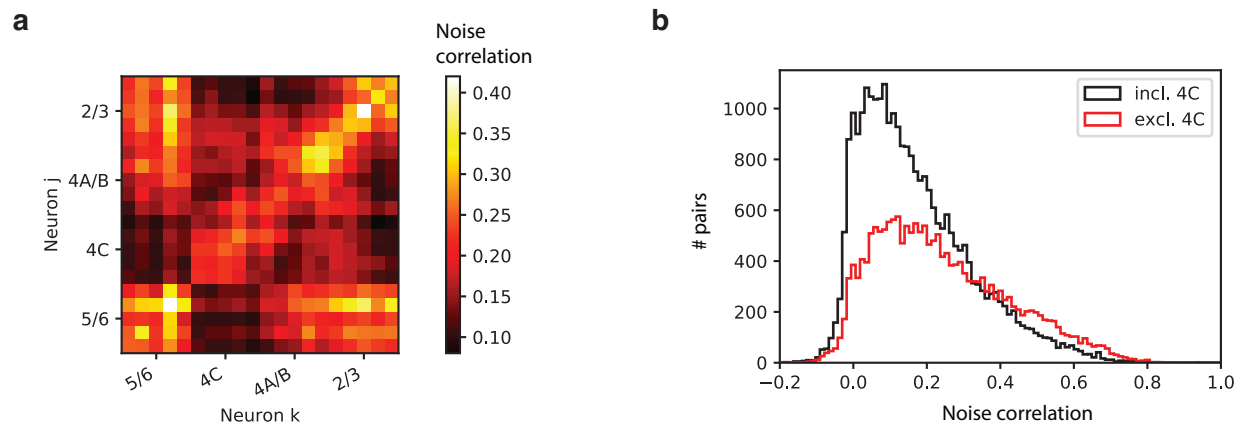 a
Noise
correlation
2/3
4A/B
4C
5/6
Neuron j
5/6
4C
4A/B
2/3
Neuron k
0.40
0.35
0.30
0.25
0.20
0.15
0.10
b
incl. 4C
excl. 4C
1000
800
600
400
200
0
# pairs
−0.2 0.0 0.2 0.4 0.6 0.8 1.0
Noise correlation